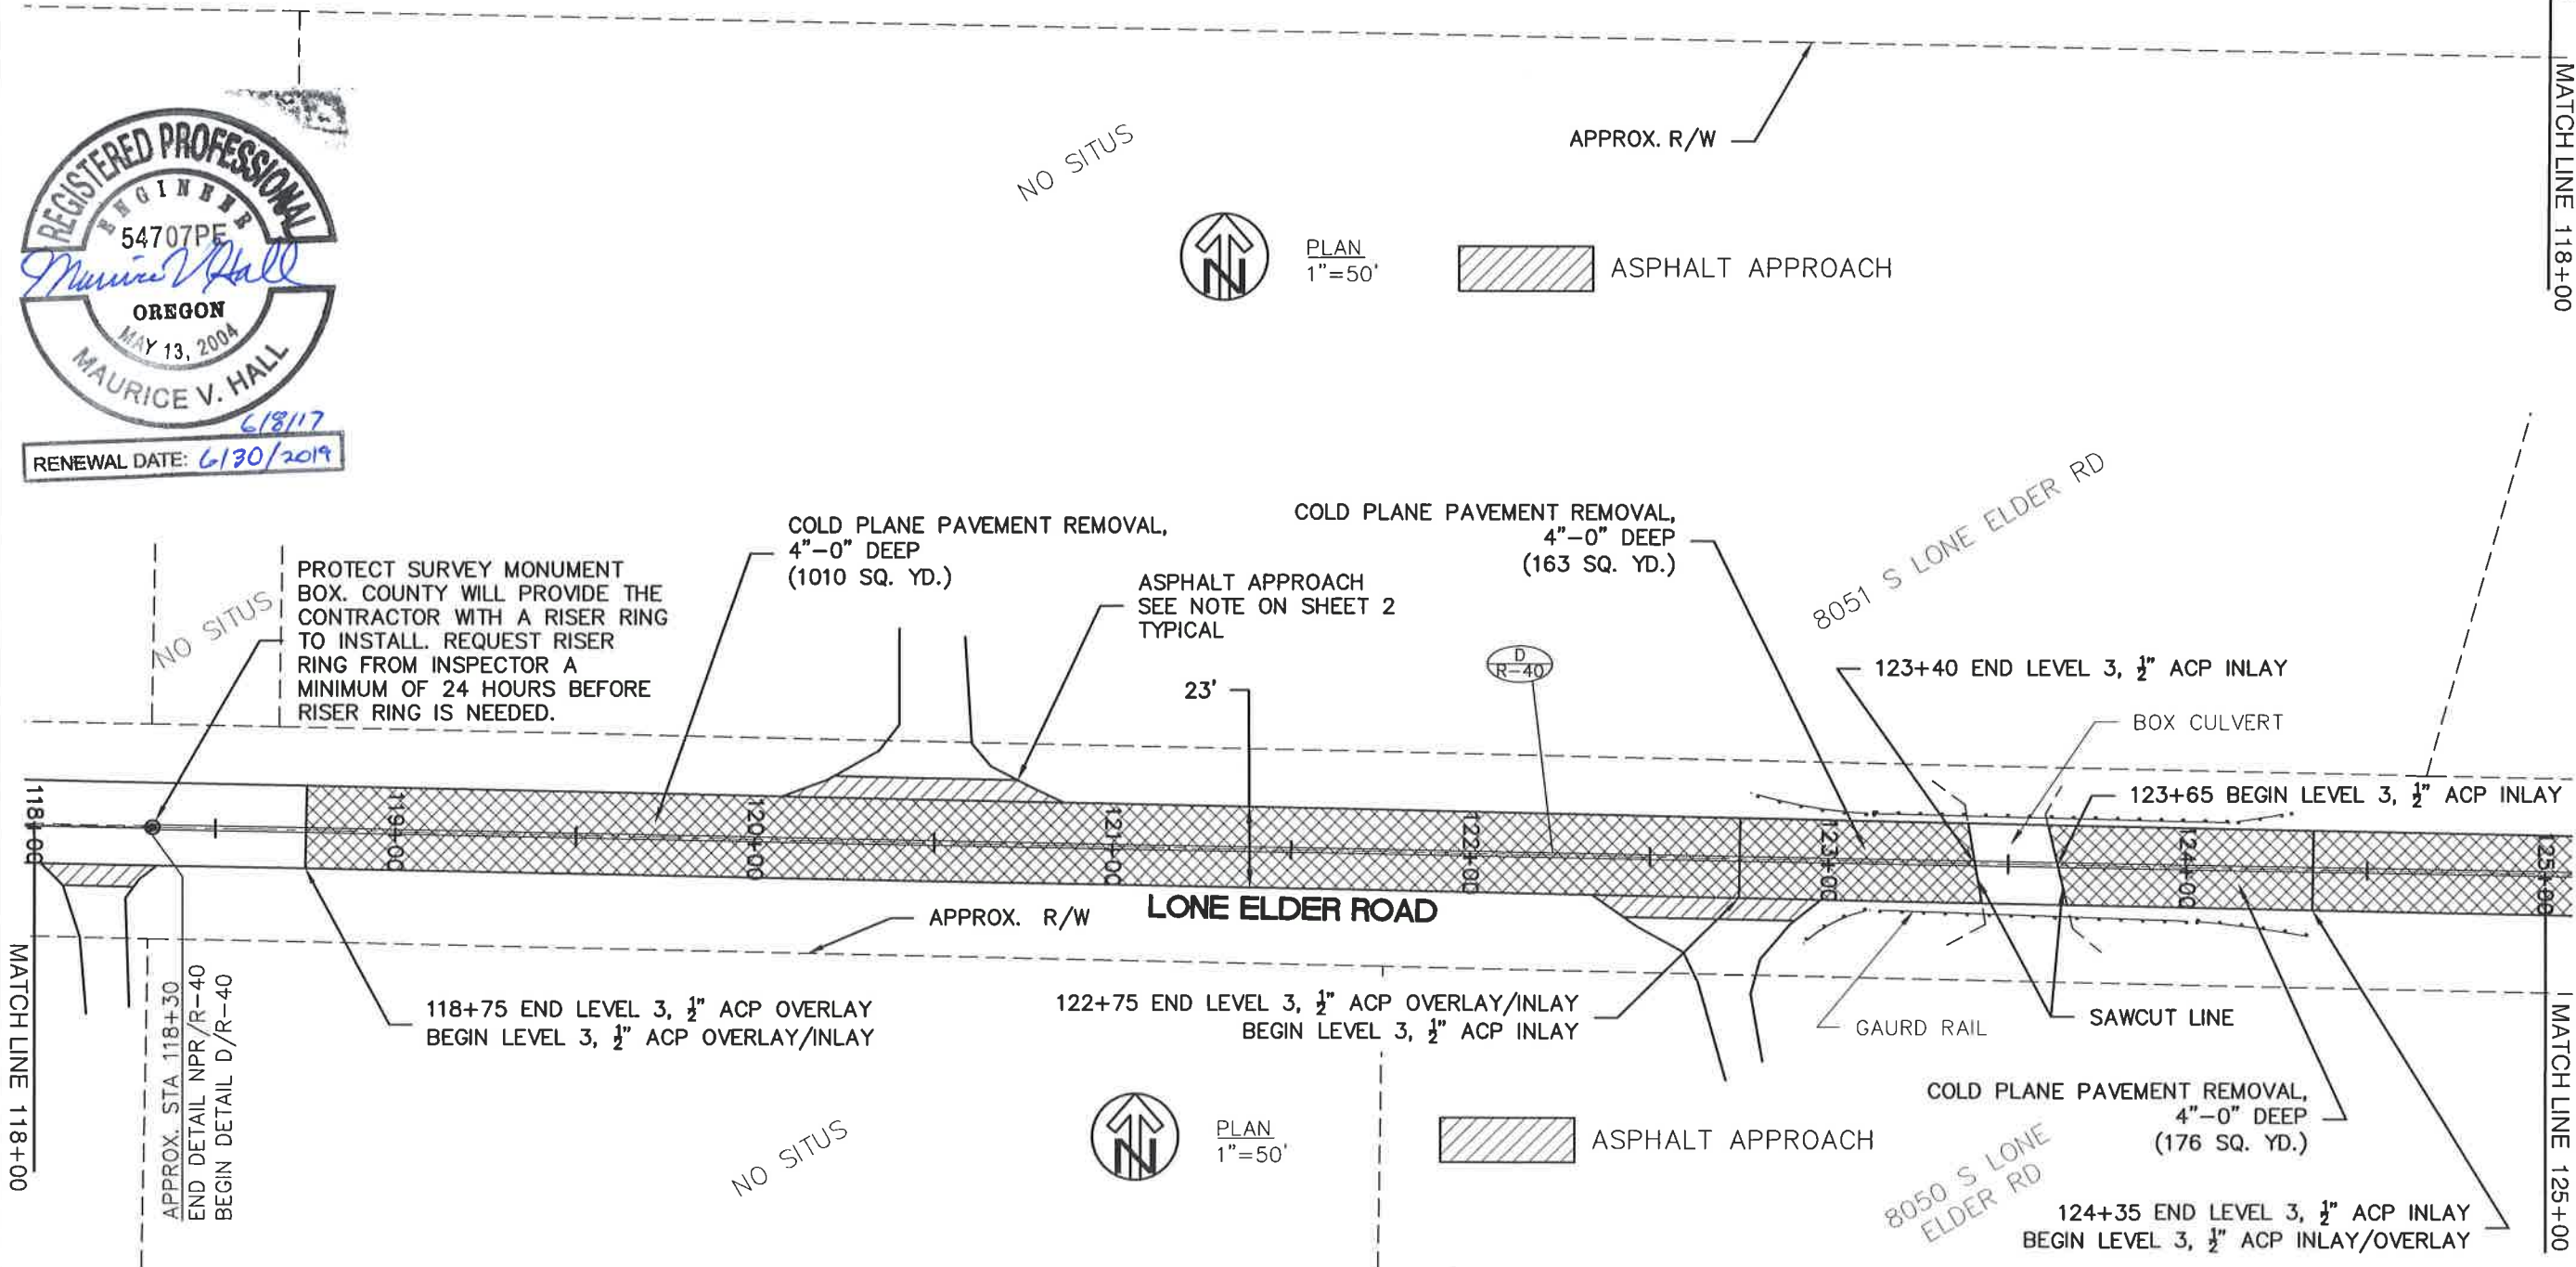 MATCH LINE 118+00
REGISTERED PROFESSIONAL
ENGINEER
54707PE
Maurice V Hall
OREGON
MAY 13, 2004
MAURICE V. HALL
6/8/17
RENEWAL DATE: 6/30/2019
NO SITUS
APPROX. R/W
N
PLAN
1"=50'
ASPHALT APPROACH
NO SITUS
PROTECT SURVEY MONUMENT
BOX. COUNTY WILL PROVIDE THE
CONTRACTOR WITH A RISER RING
TO INSTALL. REQUEST RISER
RING FROM INSPECTOR A
MINIMUM OF 24 HOURS BEFORE
RISER RING IS NEEDED.
COLD PLANE PAVEMENT REMOVAL,
4"-0" DEEP
(1010 SQ. YD.)
ASPHALT APPROACH
SEE NOTE ON SHEET 2
TYPICAL
23'
COLD PLANE PAVEMENT REMOVAL,
4"-0" DEEP
(163 SQ. YD.)
D
R-40
8051 S LONE ELDER RD
123+40 END LEVEL 3, ½" ACP INLAY
BOX CULVERT
123+65 BEGIN LEVEL 3, ½" ACP INLAY
118+00
119+00
120+00
121+00
122+00
123+00
124+00
125+00
APPROX. R/W
LONE ELDER ROAD
MATCH LINE 118+00
APPROX. STA 118+30
END DETAIL NPR/R-40
BEGIN DETAIL D/R-40
118+75 END LEVEL 3, ½" ACP OVERLAY
BEGIN LEVEL 3, ½" ACP OVERLAY/INLAY
122+75 END LEVEL 3, ½" ACP OVERLAY/INLAY
BEGIN LEVEL 3, ½" ACP INLAY
GAURD RAIL
SAWCUT LINE
NO SITUS
N
PLAN
1"=50'
ASPHALT APPROACH
COLD PLANE PAVEMENT REMOVAL,
4"-0" DEEP
(176 SQ. YD.)
8050 S LONE
ELDER RD
124+35 END LEVEL 3, ½" ACP INLAY
BEGIN LEVEL 3, ½" ACP INLAY/OVERLAY
MATCH LINE 125+00